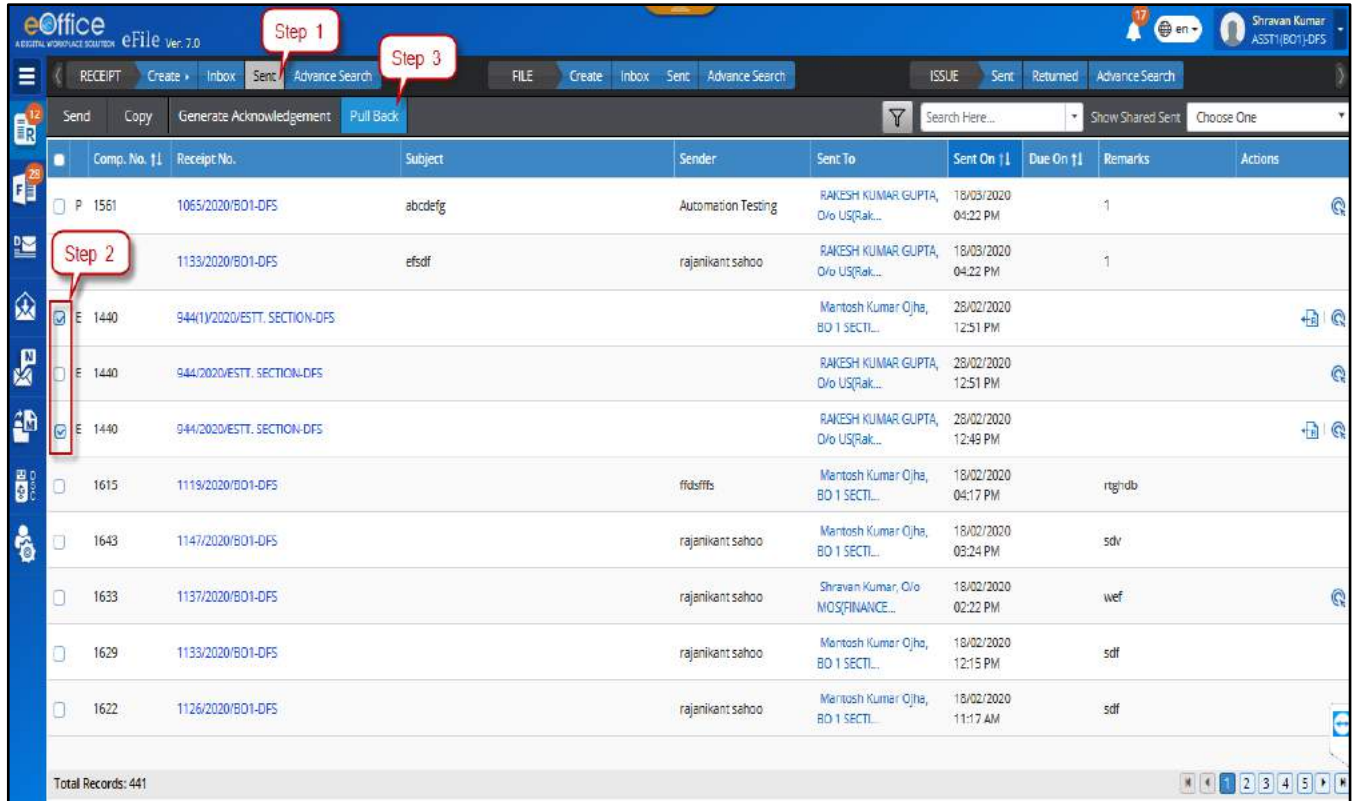 eOffice
A DIGITAL WORKPLACE SOLUTION eFile Ver. 7.0
Step 1
17
en
Shravan Kumar
ASST1(BO1)-DFS
RECEIPT Create Inbox Sent Advance Search FILE Create Inbox Sent Advance Search ISSUE Sent Returned Advance Search
Step 3
12
R
Send Copy Generate Acknowledgement Pull Back Search Here... Show Shared Sent Choose One
Comp. No. Receipt No. Subject Sender Sent To Sent On Due On Remarks Actions
28
F
P 1561 1065/2020/BO1-DFS abcdefg Automation Testing RAKESH KUMAR GUPTA, 18/03/2020 1
O/o US(Rak... 04:22 PM
D
Step 2
1133/2020/BO1-DFS efsdf rajanikant sahoo RAKESH KUMAR GUPTA, 18/03/2020 1
O/o US(Rak... 04:22 PM
E 1440 944(1)/2020/ESTT. SECTION-DFS Mantosh Kumar Ojha, 28/02/2020
BO 1 SECTI... 12:51 PM
N
E 1440 944/2020/ESTT. SECTION-DFS RAKESH KUMAR GUPTA, 28/02/2020
O/o US(Rak... 12:51 PM
M
E 1440 944/2020/ESTT. SECTION-DFS RAKESH KUMAR GUPTA, 28/02/2020
O/o US(Rak... 12:49 PM
DSC
1615 1119/2020/BO1-DFS ffdsfffs Mantosh Kumar Ojha, 18/02/2020 rtghdb
BO 1 SECTI... 04:17 PM
1643 1147/2020/BO1-DFS rajanikant sahoo Mantosh Kumar Ojha, 18/02/2020 sdv
BO 1 SECTI... 03:24 PM
1633 1137/2020/BO1-DFS rajanikant sahoo Shravan Kumar, O/o 18/02/2020 wef
MOS(FINANCE... 02:22 PM
1629 1133/2020/BO1-DFS rajanikant sahoo Mantosh Kumar Ojha, 18/02/2020 sdf
BO 1 SECTI... 12:15 PM
1622 1126/2020/BO1-DFS rajanikant sahoo Mantosh Kumar Ojha, 18/02/2020 sdf
BO 1 SECTI... 11:17 AM
Total Records: 441 1 2 3 4 5